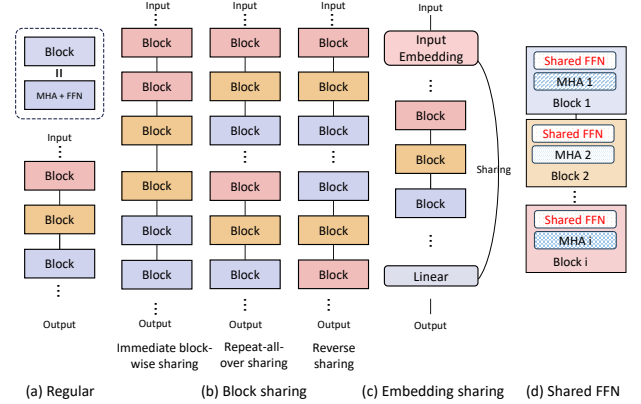 Block
=
MHA + FFN
Input
Block
Block
Block
Output
(a) Regular
Input
Block
Block
Block
Block
Block
Block
Output
Immediate block-
wise sharing
Input
Block
Block
Block
Block
Block
Block
Output
Repeat-all-
over sharing
Input
Block
Block
Block
Block
Block
Block
Output
Reverse
sharing
(b) Block sharing
Input
Input
Embedding
Block
Block
Block
Sharing
Linear
Output
(c) Embedding sharing
Shared FFN
MHA 1
Block 1
Shared FFN
MHA 2
Block 2
Shared FFN
MHA i
Block i
(d) Shared FFN